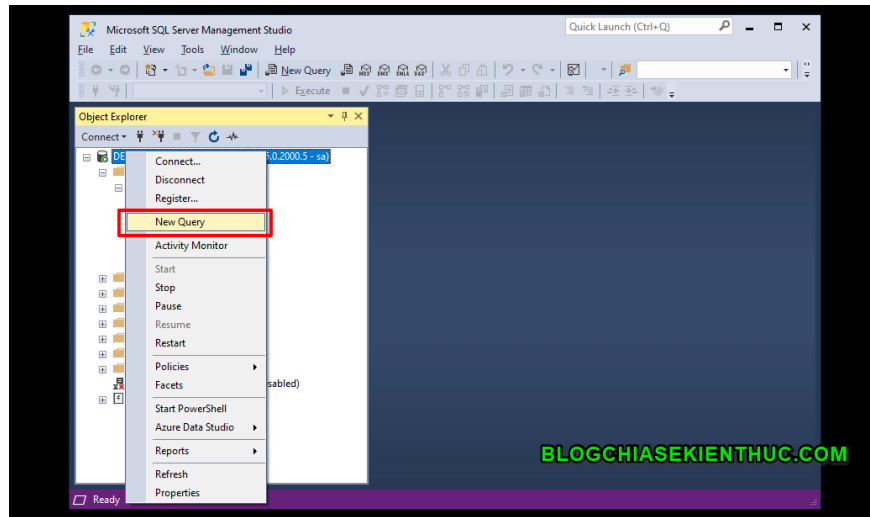 Microsoft SQL Server Management Studio
Quick Launch (Ctrl+Q)
File Edit View Tools Window Help
New Query
Execute
Object Explorer
Connect
DE
5.0.2000.5 - sa)
Connect...
Disconnect
Register...
New Query
Activity Monitor
Start
Stop
Pause
Resume
Restart
Policies
Facets
sabled)
Start PowerShell
Azure Data Studio
Reports
Refresh
Properties
BLOGCHIASEKIENTHUC.COM
Ready